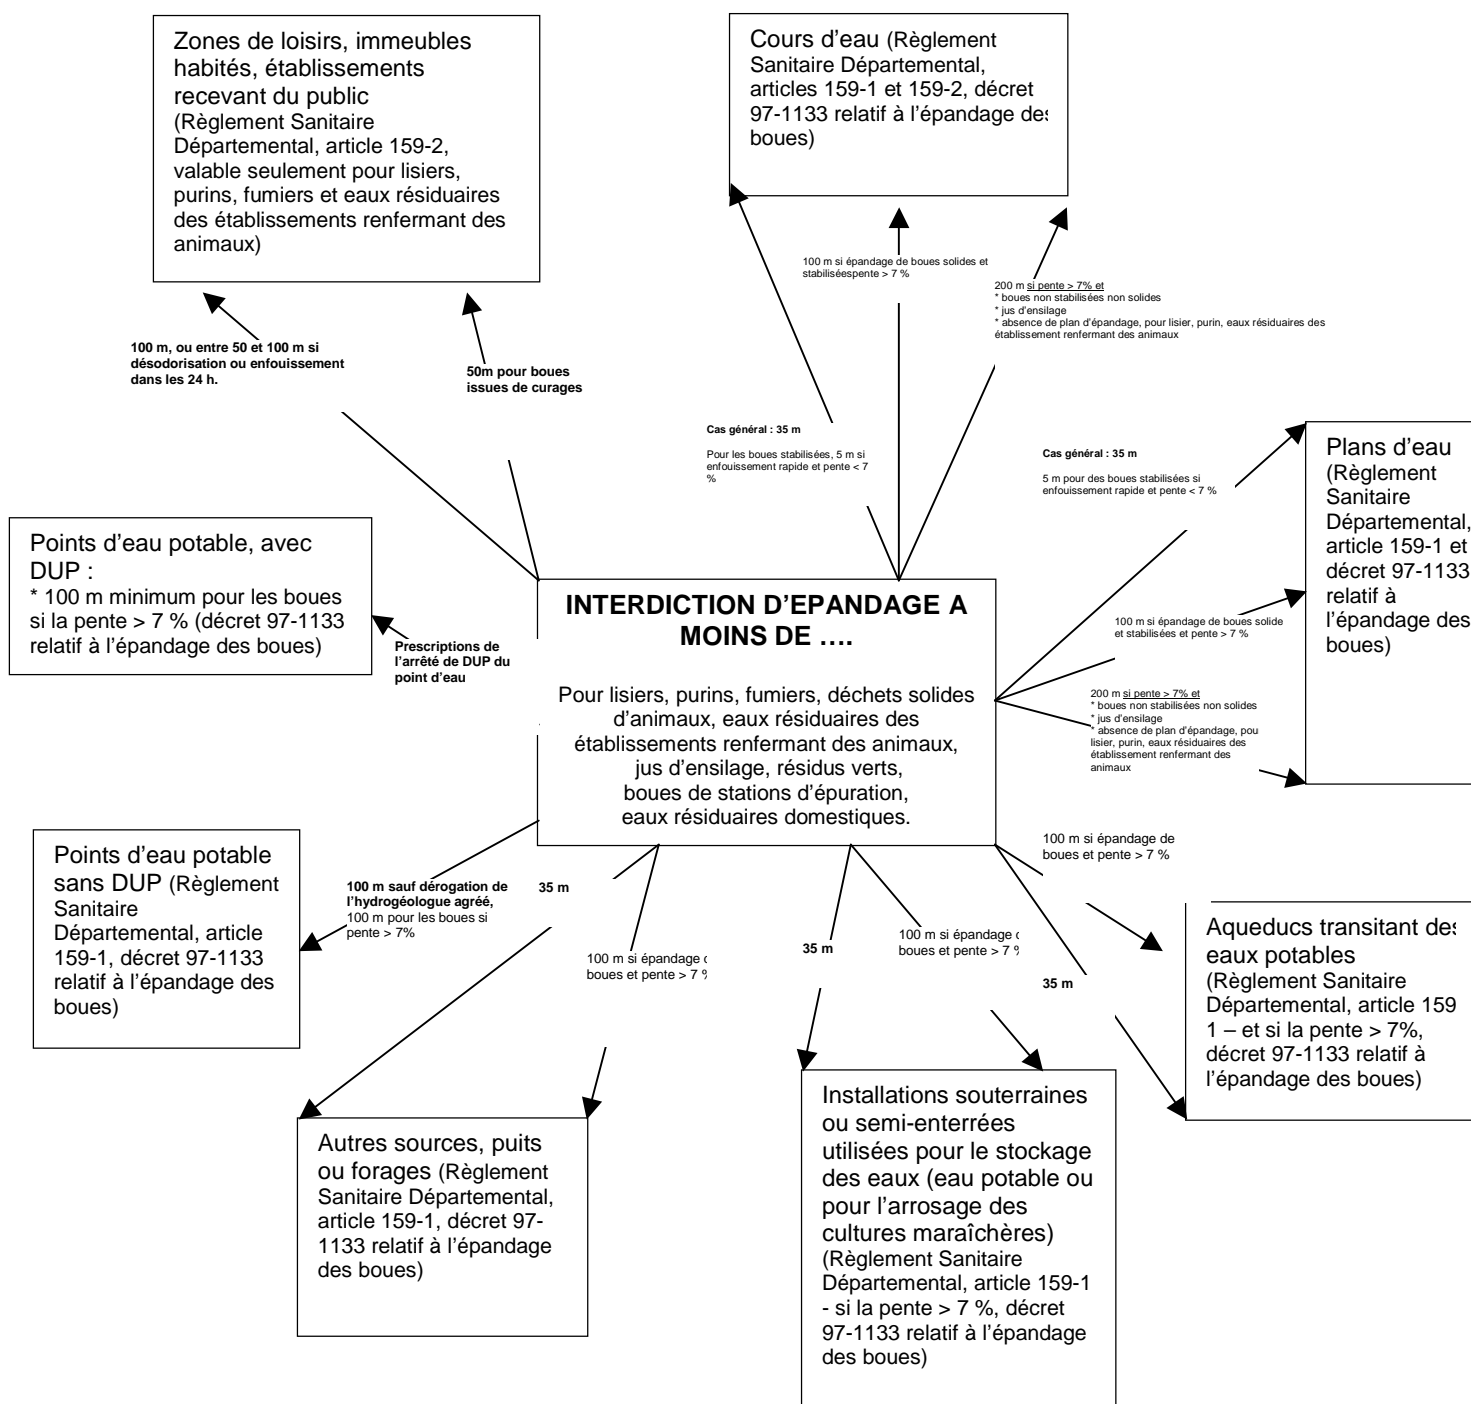 Zones de loisirs, immeubles
habités, établissements
recevant du public
(Règlement Sanitaire
Départemental, article 159-2,
valable seulement pour lisiers,
purins, fumiers et eaux résiduaires
des établissements renfermant des
animaux)
Cours d'eau (Règlement
Sanitaire Départemental,
articles 159-1 et 159-2, décret
97-1133 relatif à l'épandage des
boues)
100 m si épandage de boues solides et
stabiliséespente > 7 %
200 m si pente > 7% et
* boues non stabilisées non solides
* jus d'ensilage
* absence de plan d'épandage, pour lisier, purin, eaux résiduaires des
établissement renfermant des animaux
100 m, ou entre 50 et 100 m si
désodorisation ou enfouissement
dans les 24 h.
50m pour boues
issues de curages
Cas général : 35 m
Pour les boues stabilisées, 5 m si
enfouissement rapide et pente < 7
%
Cas général : 35 m
5 m pour des boues stabilisées si
enfouissement rapide et pente < 7 %
Plans d'eau
(Règlement
Sanitaire
Départemental,
article 159-1 et
décret 97-1133
relatif à
l'épandage des
boues)
Points d'eau potable, avec
DUP :
* 100 m minimum pour les boues
si la pente > 7 % (décret 97-1133
relatif à l'épandage des boues)
Prescriptions de
l'arrêté de DUP du
point d'eau
INTERDICTION D'EPANDAGE A
MOINS DE ....
Pour lisiers, purins, fumiers, déchets solides
d'animaux, eaux résiduaires des
établissements renfermant des animaux,
jus d'ensilage, résidus verts,
boues de stations d'épuration,
eaux résiduaires domestiques.
100 m si épandage de boues solide
et stabilisées et pente > 7 %
200 m si pente > 7% et
* boues non stabilisées non solides
* jus d'ensilage
* absence de plan d'épandage, pou
lisier, purin, eaux résiduaires des
établissement renfermant des
animaux
Points d'eau potable
sans DUP (Règlement
Sanitaire
Départemental, article
159-1, décret 97-1133
relatif à l'épandage des
boues)
100 m sauf dérogation de
l'hydrogéologue agréé,
100 m pour les boues si
pente > 7%
35 m
100 m si épandage d
boues et pente > 7 %
35 m
100 m si épandage d
boues et pente > 7 %
100 m si épandage de
boues et pente > 7 %
35 m
Aqueducs transitant des
eaux potables
(Règlement Sanitaire
Départemental, article 159
1 – et si la pente > 7%,
décret 97-1133 relatif à
l'épandage des boues)
Autres sources, puits
ou forages (Règlement
Sanitaire Départemental,
article 159-1, décret 97-
1133 relatif à l'épandage
des boues)
Installations souterraines
ou semi-enterrées
utilisées pour le stockage
des eaux (eau potable ou
pour l'arrosage des
cultures maraîchères)
(Règlement Sanitaire
Départemental, article 159-1
- si la pente > 7 %, décret
97-1133 relatif à l'épandage
des boues)